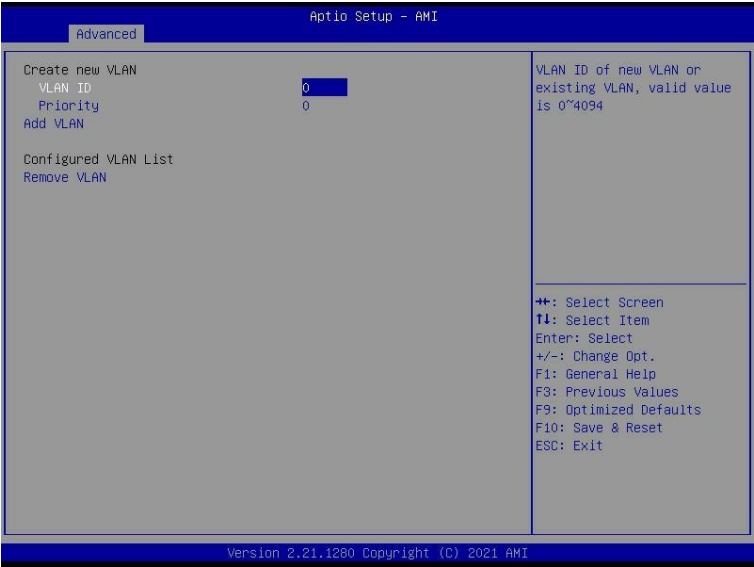 Aptio Setup - AMI
Advanced
Create new VLAN
VLAN ID 0
Priority 0
Add VLAN
Configured VLAN List
Remove VLAN
VLAN ID of new VLAN or
existing VLAN, valid value
is 0~4094
→←: Select Screen
↑↓: Select Item
Enter: Select
+/-: Change Opt.
F1: General Help
F3: Previous Values
F9: Optimized Defaults
F10: Save & Reset
ESC: Exit
Version 2.21.1280 Copyright (C) 2021 AMI